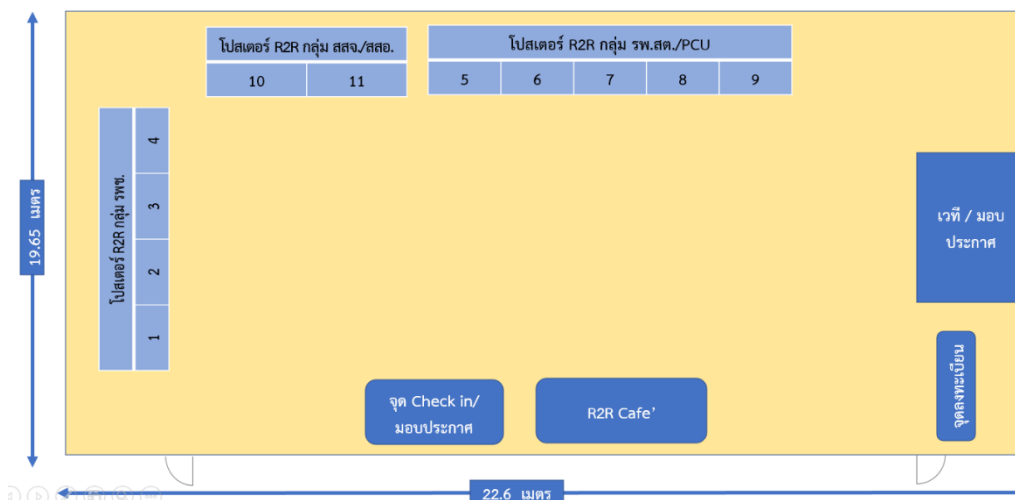 โปสเตอร์ R2R กลุ่ม สสจ./สสอ.
10 11
โปสเตอร์ R2R กลุ่ม รพ.สต./PCU
5 6 7 8 9
โปสเตอร์ R2R กลุ่ม รพช.
4
3
2
1
19.65 เมตร
เวที / มอบ
ประกาศ
จุดลงทะเบียน
จุด Check in/
มอบประกาศ
R2R Cafe'
22.6 เมตร